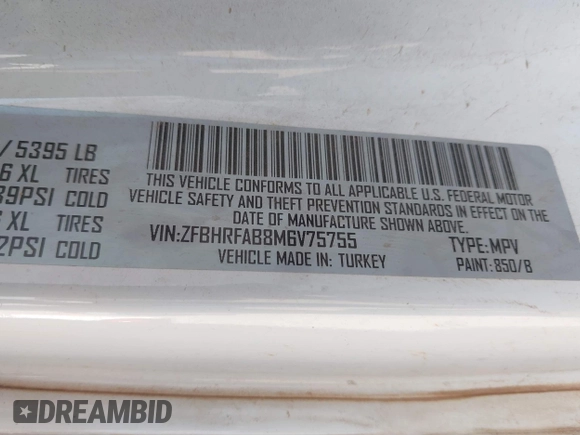 / 5395 LB
6 XL TIRES
39PSI COLD
6 XL TIRES
2PSI COLD
THIS VEHICLE CONFORMS TO ALL APPLICABLE U.S. FEDERAL MOTOR
VEHICLE SAFETY AND THEFT PREVENTION STANDARDS IN EFFECT ON THE
DATE OF MANUFACTURE SHOWN ABOVE.
VIN:ZFBHRFAB8M6V75755 TYPE:MPV
VEHICLE MADE IN: TURKEY PAINT:850/B
DREAMBID